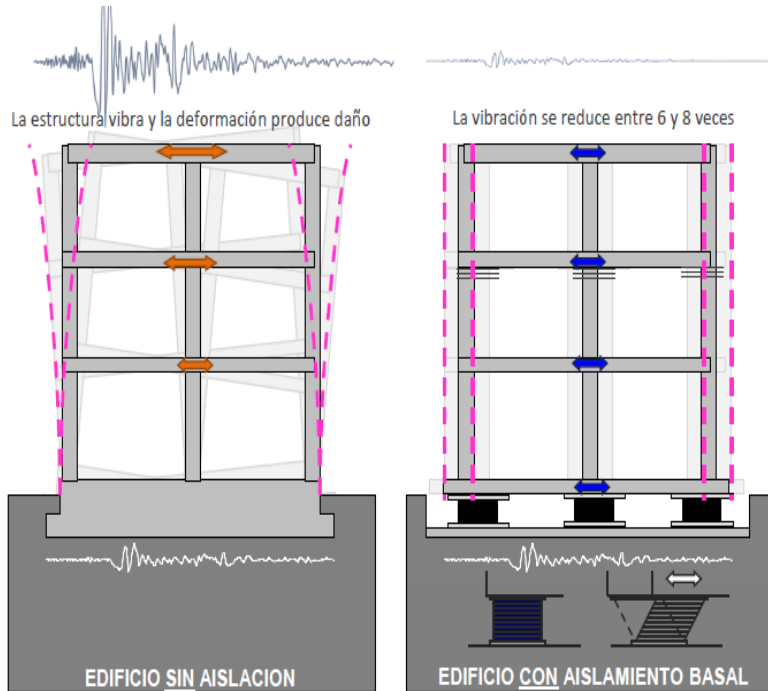 La estructura vibra y la deformación produce daño
La vibración se reduce entre 6 y 8 veces
EDIFICIO SIN AISLACION
EDIFICIO CON AISLAMIENTO BASAL